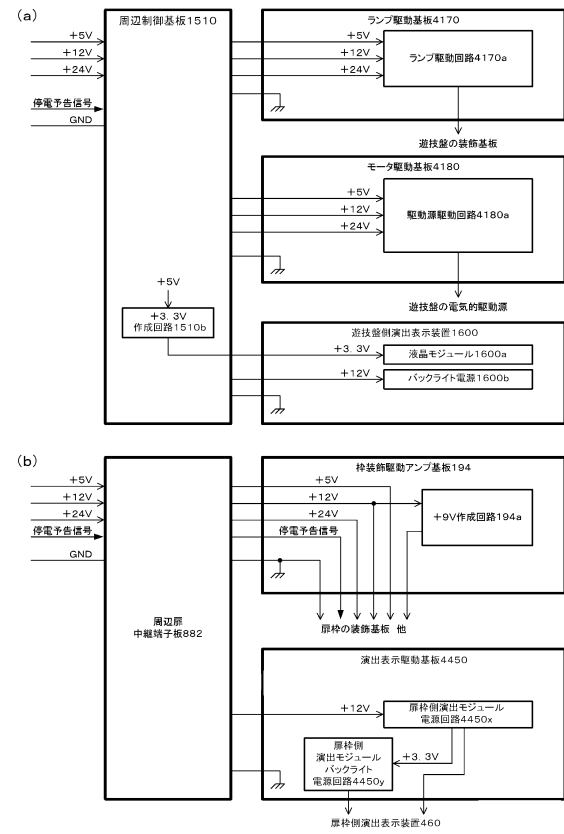 (a)
周辺制御基板1510
+5V
+12V
+24V
停電予告信号
GND
+5V
+3.3V
作成回路1510b
ランプ駆動基板4170
+5V
+12V
+24V
ランプ駆動回路4170a
遊技盤の装飾基板
モータ駆動基板4180
+5V
+12V
+24V
駆動源駆動回路4180a
遊技盤の電気的駆動源
遊技盤側演出表示装置1600
+3.3V
液晶モジュール1600a
+12V
バックライト電源1600b
(b)
+5V
+12V
+24V
停電予告信号
GND
周辺扉
中継端子板882
枠装飾駆動アンプ基板194
+5V
+12V
+24V
停電予告信号
+9V作成回路194a
扉枠の装飾基板 他
演出表示駆動基板4450
+12V
扉枠側演出モジュール
電源回路4450x
+3.3V
扉枠側
演出モジュール
バックライト
電源回路4450y
扉枠側演出表示装置460